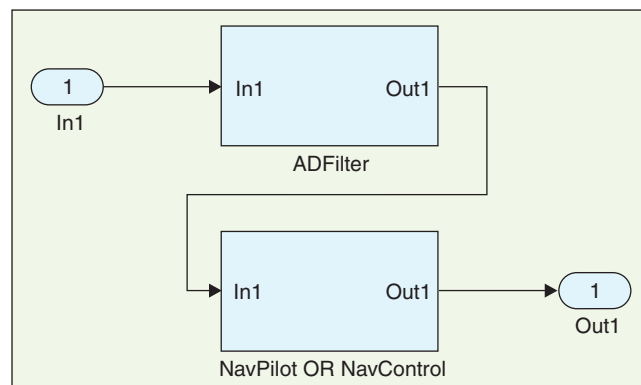 1
In1
In1
Out1
ADFilter
In1
Out1
NavPilot OR NavControl
1
Out1